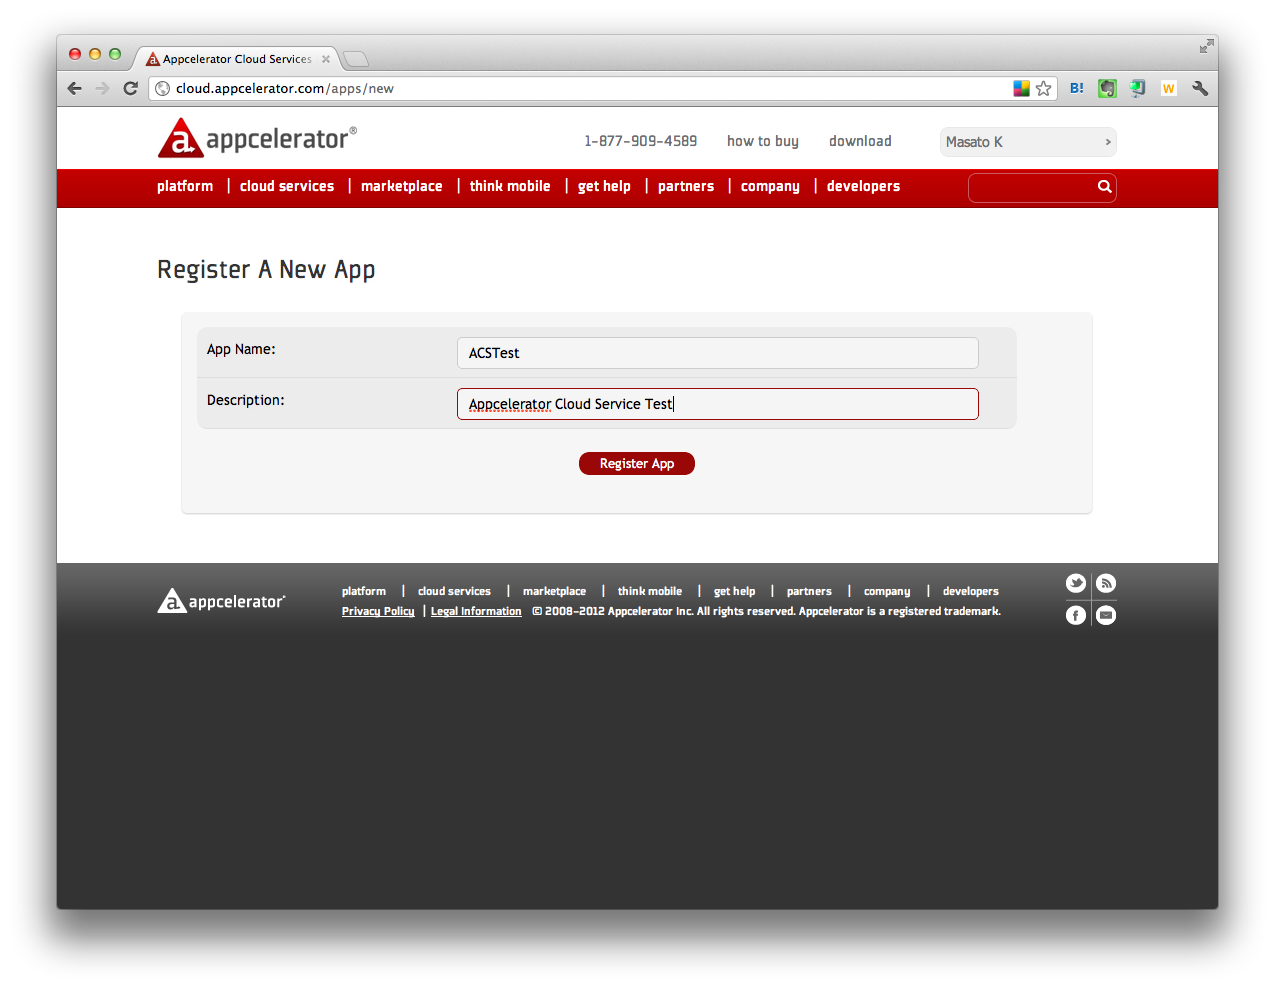 Appcelerator Cloud Services
cloud.appcelerator.com/apps/new
B!
W
a appcelerator®
1-877-909-4589 how to buy download
Masato K
platform | cloud services | marketplace | think mobile | get help | partners | company | developers
Register A New App
App Name:
ACSTest
Description:
Appcelerator Cloud Service Test
Register App
a appcelerator
platform | cloud services | marketplace | think mobile | get help | partners | company | developers
Privacy Policy | Legal Information © 2008-2012 Appcelerator Inc. All rights reserved. Appcelerator is a registered trademark.